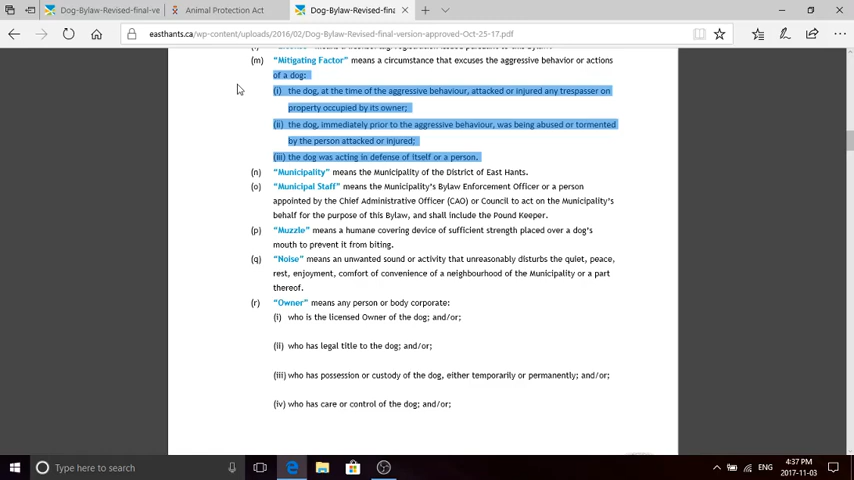 Dog-Bylaw-Revised-final-ve
Animal Protection Act
Dog-Bylaw-Revised-fina
easthants.ca/wp-content/uploads/2016/02/Dog-Bylaw-Revised-final-version-approved-Oct-25-17.pdf
(m) “Mitigating Factor” means a circumstance that excuses the aggressive behavior or actions
of a dog:
(i) the dog, at the time of the aggressive behaviour, attacked or injured any trespasser on
property occupied by its owner;
(ii) the dog, immediately prior to the aggressive behaviour, was being abused or tormented
by the person attacked or injured;
(iii) the dog was acting in defense of itself or a person.
(n) “Municipality” means the Municipality of the District of East Hants.
(o) “Municipal Staff” means the Municipality’s Bylaw Enforcement Officer or a person
appointed by the Chief Administrative Officer (CAO) or Council to act on the Municipality’s
behalf for the purpose of this Bylaw, and shall include the Pound Keeper.
(p) “Muzzle” means a humane covering device of sufficient strength placed over a dog’s
mouth to prevent it from biting.
(q) “Noise” means an unwanted sound or activity that unreasonably disturbs the quiet, peace,
rest, enjoyment, comfort of convenience of a neighbourhood of the Municipality or a part
thereof.
(r) “Owner” means any person or body corporate:
(i) who is the licensed Owner of the dog; and/or;
(ii) who has legal title to the dog; and/or;
(iii) who has possession or custody of the dog, either temporarily or permanently; and/or;
(iv) who has care or control of the dog; and/or;
Type here to search
ENG
4:37 PM
2017-11-03